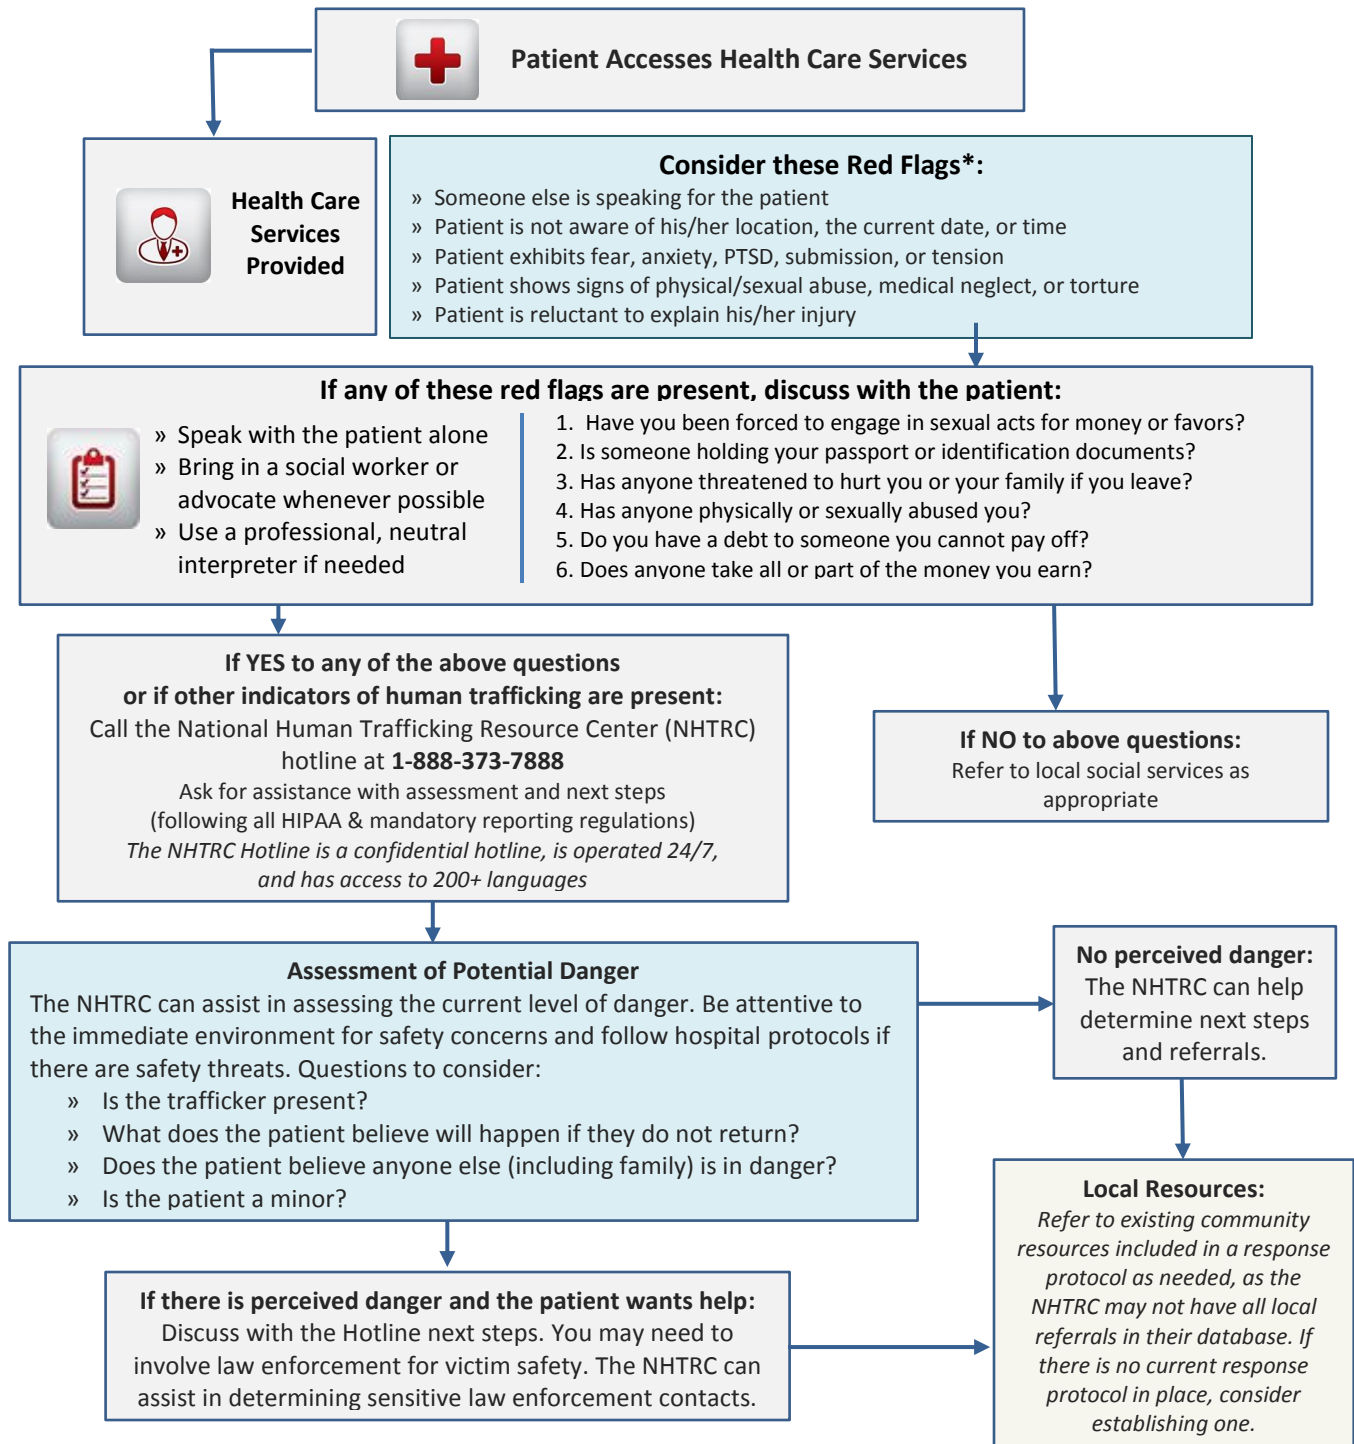 Patient Accesses Health Care Services
Health Care
Services
Provided
Consider these Red Flags*:
» Someone else is speaking for the patient
» Patient is not aware of his/her location, the current date, or time
» Patient exhibits fear, anxiety, PTSD, submission, or tension
» Patient shows signs of physical/sexual abuse, medical neglect, or torture
» Patient is reluctant to explain his/her injury
If any of these red flags are present, discuss with the patient:
» Speak with the patient alone
» Bring in a social worker or
advocate whenever possible
» Use a professional, neutral
interpreter if needed
1. Have you been forced to engage in sexual acts for money or favors?
2. Is someone holding your passport or identification documents?
3. Has anyone threatened to hurt you or your family if you leave?
4. Has anyone physically or sexually abused you?
5. Do you have a debt to someone you cannot pay off?
6. Does anyone take all or part of the money you earn?
If YES to any of the above questions
or if other indicators of human trafficking are present:
Call the National Human Trafficking Resource Center (NHTRC)
hotline at 1-888-373-7888
Ask for assistance with assessment and next steps
(following all HIPAA & mandatory reporting regulations)
The NHTRC Hotline is a confidential hotline, is operated 24/7,
and has access to 200+ languages
If NO to above questions:
Refer to local social services as
appropriate
Assessment of Potential Danger
The NHTRC can assist in assessing the current level of danger. Be attentive to
the immediate environment for safety concerns and follow hospital protocols if
there are safety threats. Questions to consider:
» Is the trafficker present?
» What does the patient believe will happen if they do not return?
» Does the patient believe anyone else (including family) is in danger?
» Is the patient a minor?
No perceived danger:
The NHTRC can help
determine next steps
and referrals.
If there is perceived danger and the patient wants help:
Discuss with the Hotline next steps. You may need to
involve law enforcement for victim safety. The NHTRC can
assist in determining sensitive law enforcement contacts.
Local Resources:
Refer to existing community
resources included in a response
protocol as needed, as the
NHTRC may not have all local
referrals in their database. If
there is no current response
protocol in place, consider
establishing one.